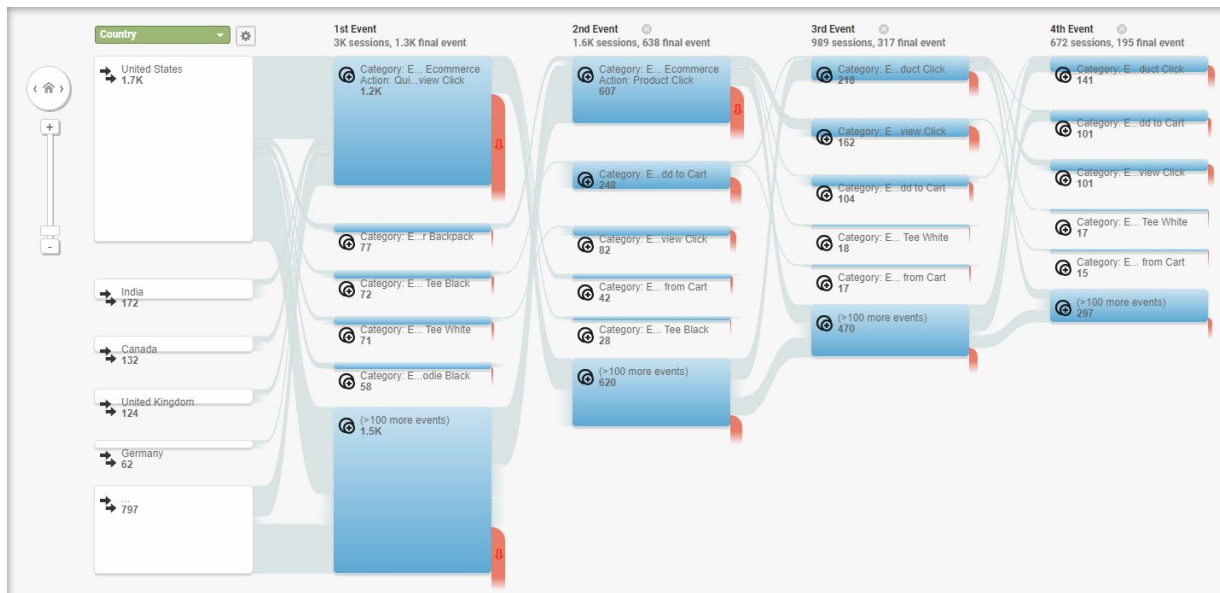 Country
United States
1.7K
India
172
Canada
132
United Kingdom
124
Germany
62
...
797
1st Event
3K sessions, 1.3K final event
Category: E... Ecommerce
Action: Qui...view Click
1.2K
Category: E...r Backpack
77
Category: E... Tee Black
72
Category: E... Tee White
71
Category: E...odie Black
58
(>100 more events)
1.5K
2nd Event
1.6K sessions, 638 final event
Category: E... Ecommerce
Action: Product Click
607
Category: E...dd to Cart
248
Category: E...view Click
82
Category: E... from Cart
42
Category: E... Tee Black
28
(>100 more events)
620
3rd Event
989 sessions, 317 final event
Category: E...duct Click
218
Category: E...view Click
162
Category: E...dd to Cart
104
Category: E... Tee White
18
Category: E... from Cart
17
(>100 more events)
470
4th Event
672 sessions, 195 final event
Category: E...duct Click
141
Category: E...dd to Cart
101
Category: E...view Click
101
Category: E... Tee White
17
Category: E... from Cart
15
(>100 more events)
297